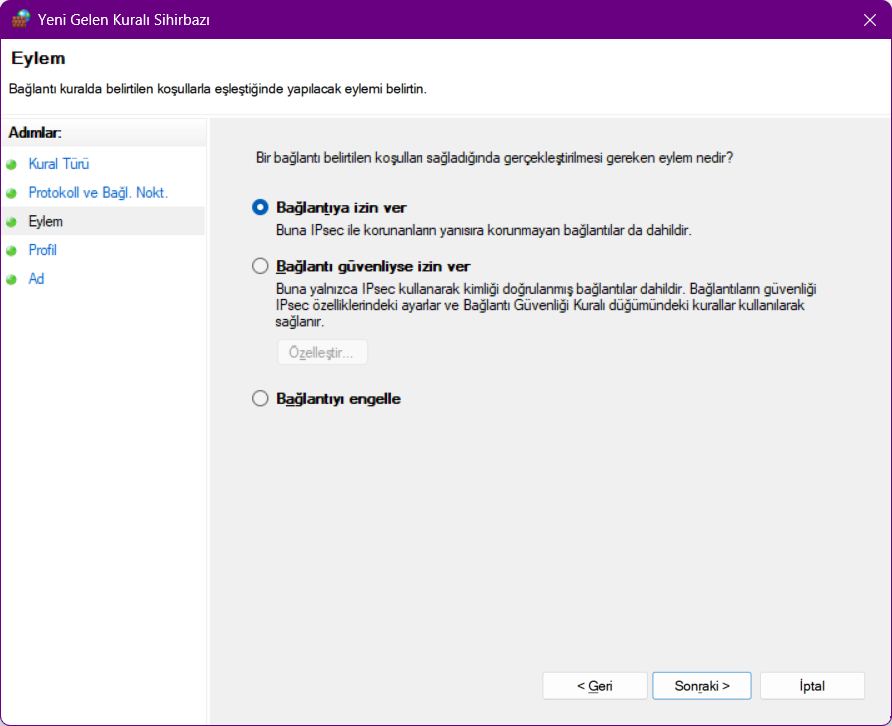 Yeni Gelen Kuralı Sihirbazı
Eylem
Bağlantı kuralda belirtilen koşullarla eşleştiğinde yapılacak eylemi belirtin.
Adımlar:
Kural Türü
Protokoll ve Bağl. Nokt.
Eylem
Profil
Ad
Bir bağlantı belirtilen koşulları sağladığında gerçekleştirilmesi gereken eylem nedir?
Bağlantıya izin ver
Buna IPsec ile korunanların yanısıra korunmayan bağlantılar da dahildir.
Bağlantı güvenliyse izin ver
Buna yalnızca IPsec kullanarak kimliği doğrulanmış bağlantılar dahildir. Bağlantıların güvenliği
IPsec özelliklerindeki ayarlar ve Bağlantı Güvenliği Kuralı düğümündeki kurallar kullanılarak
sağlanır.
Özelleştir...
Bağlantıyı engelle
< Geri
Sonraki >
İptal